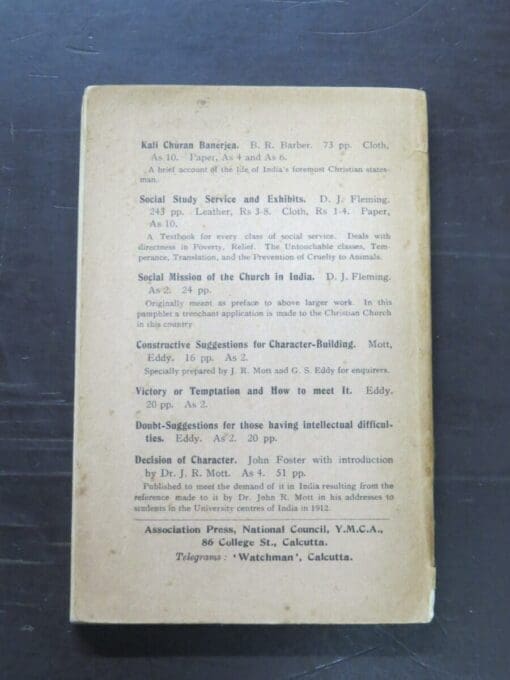 Kali Churan Banerjea. B. R. Barber. 73 pp. Cloth,
As 10. Paper, As 4 and As 6.
A brief account of the life of India's foremost Christian states-
man.
Social Study Service and Exhibits. D. J. Fleming.
243 pp. Leather, Rs 3-8. Cloth, Rs 1-4. Paper,
As 10.
A Textbook for every class of social service. Deals with
directness in Poverty, Relief. The Untouchable classes, Tem-
perance, Translation, and the Prevention of Cruelty to Animals.
Social Mission of the Church in India. D. J. Fleming.
As 2. 24 pp.
Originally meant as preface to above larger work. In this
pamphlet a trenchant application is made to the Christian Church
in this country
Constructive Suggestions for Character-Building. Mott,
Eddy. 16 pp. As 2.
Specially prepared by J. R. Mott and G. S. Eddy for enquirers.
Victory or Temptation and How to meet It. Eddy.
20 pp. As 2.
Doubt-Suggestions for those having intellectual difficul-
ties. Eddy. As 2. 20 pp.
Decision of Character. John Foster with introduction
by Dr. J. R. Mott. As 4. 51 pp.
Published to meet the demand of it in India resulting from the
reference made to it by Dr. John R. Mott in his addresses to
students in the University centres of India in 1912.
Association Press, National Council, Y.M.C.A.,
86 College St., Calcutta.
Telegrams: 'Watchman', Calcutta.